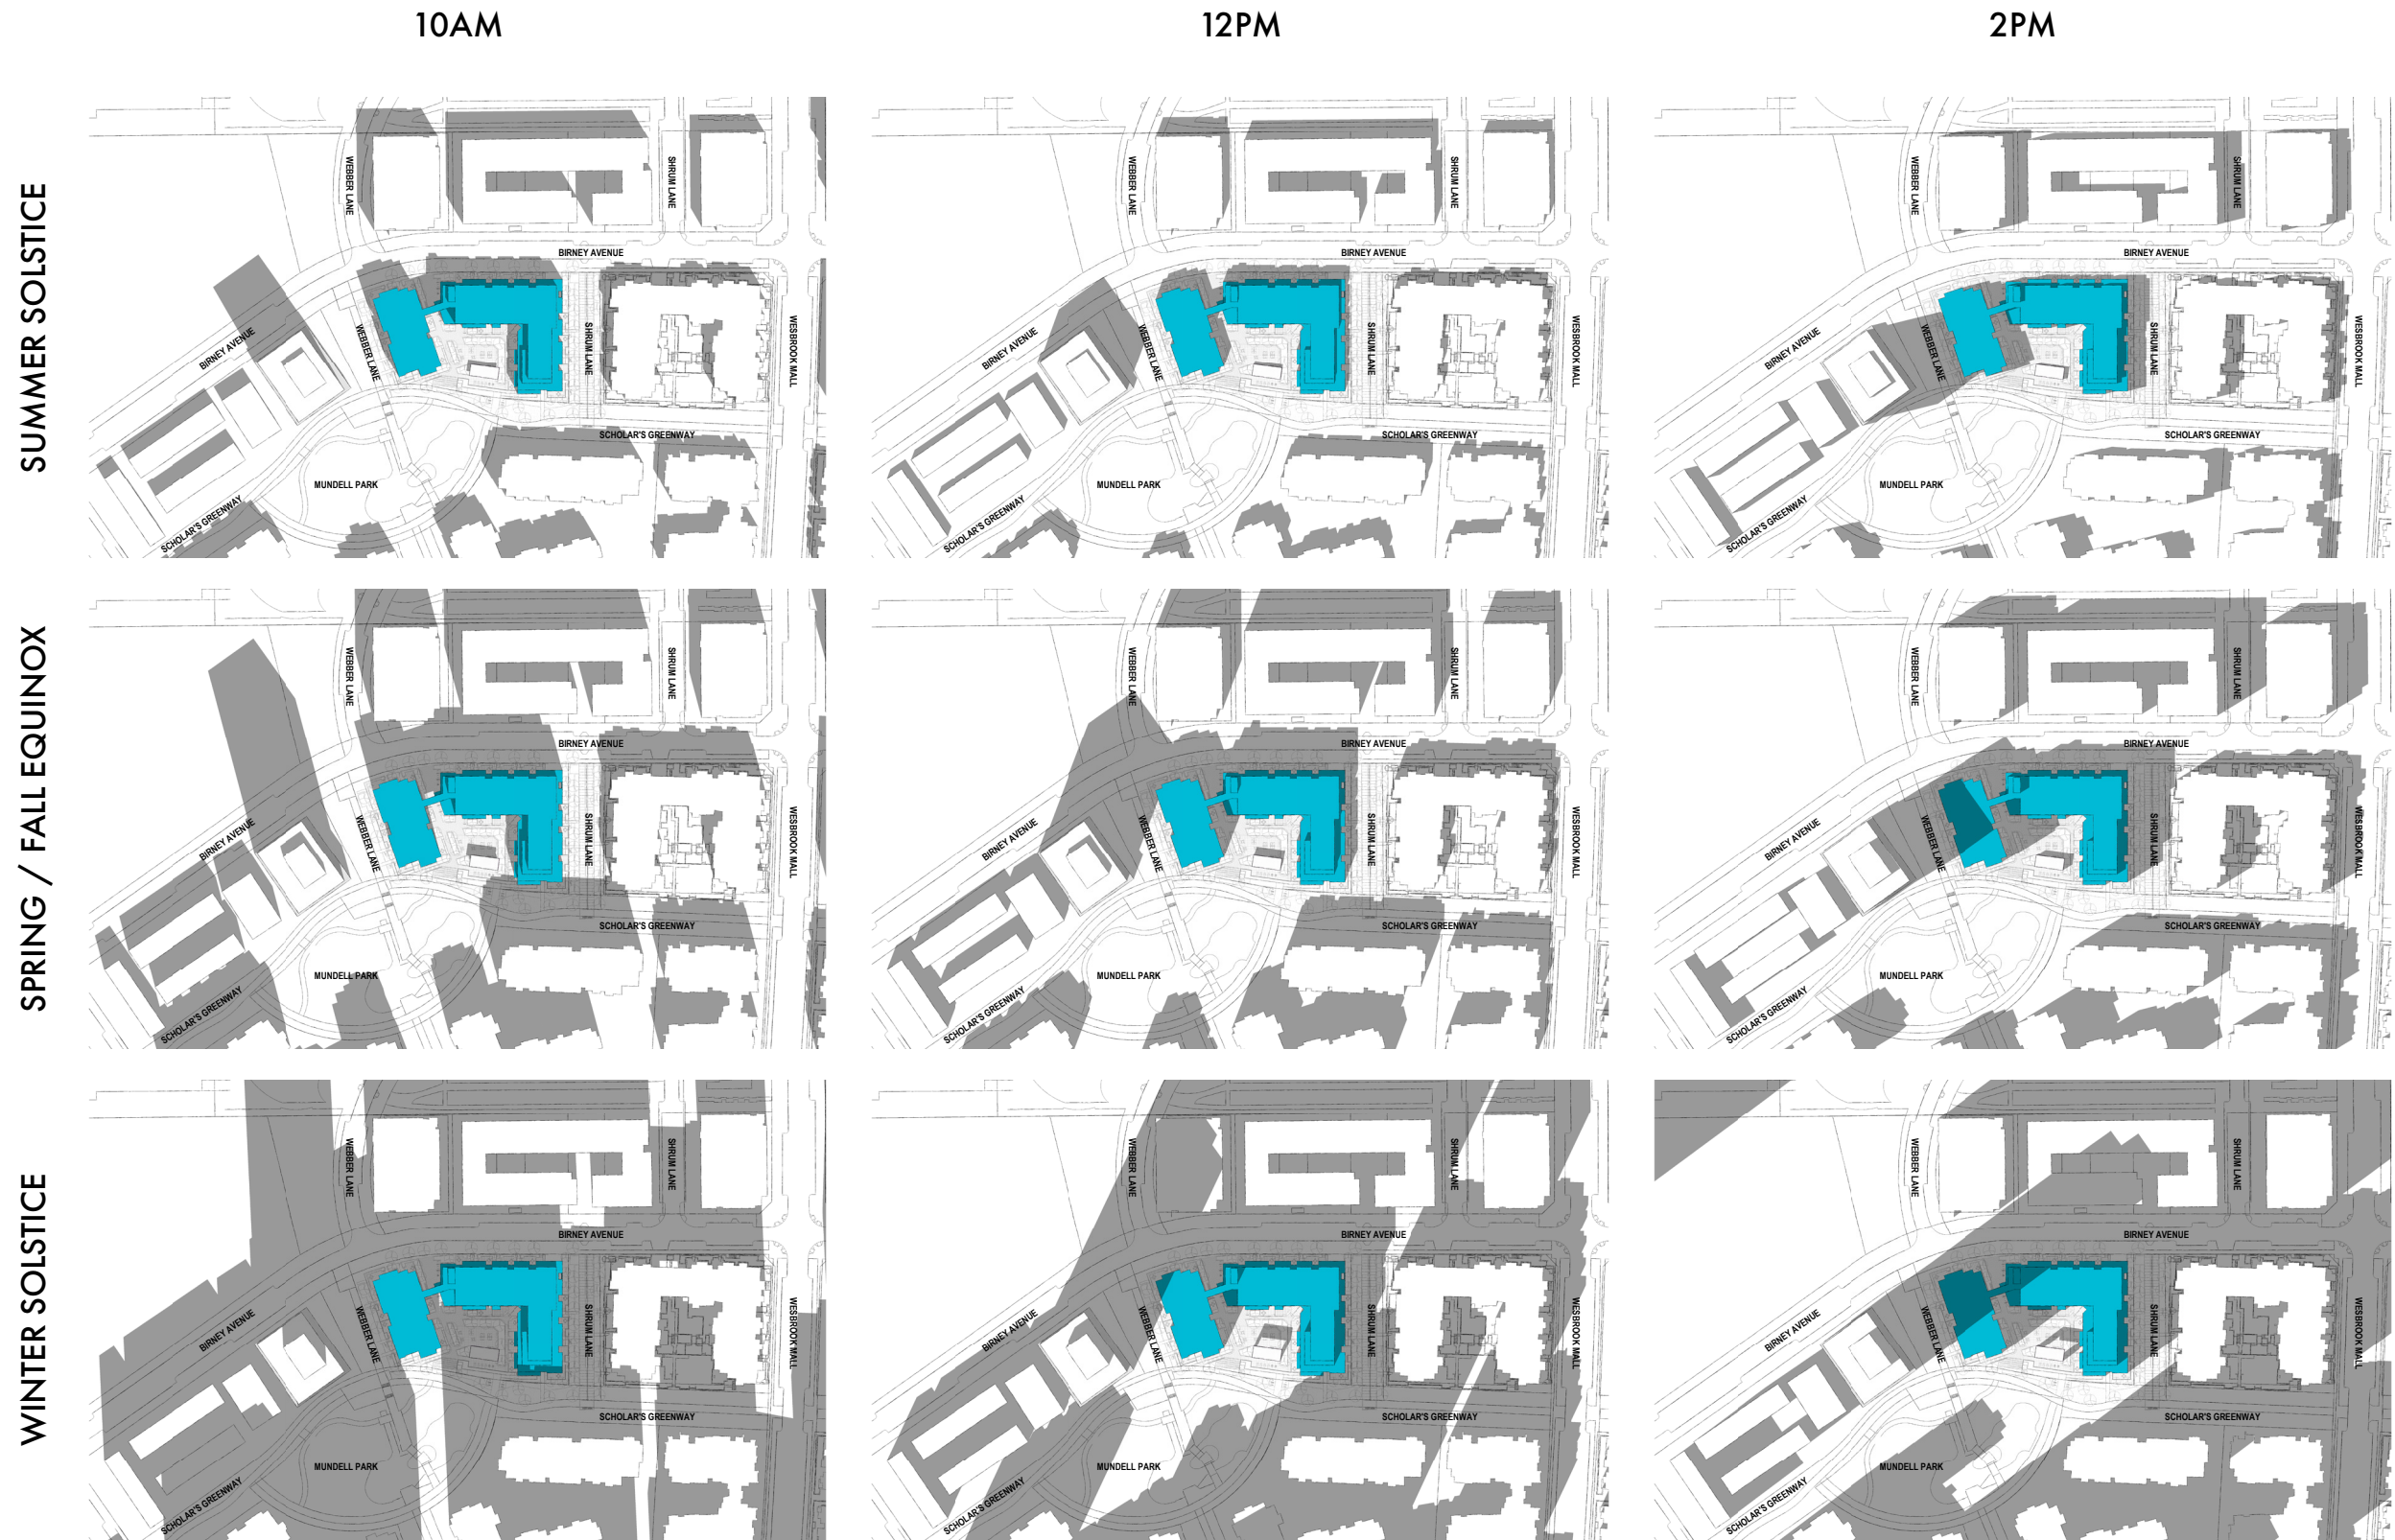 10AM
12PM
2PM
SUMMER SOLSTICE
WEBBER LANE
SHRUM LANE
BIRNEY AVENUE
BIRNEY AVENUE
WEBBER LANE
SHRUM LANE
WESBROOK MALL
SCHOLAR'S GREENWAY
MUNDELL PARK
SCHOLAR'S GREENWAY
WEBBER LANE
SHRUM LANE
BIRNEY AVENUE
BIRNEY AVENUE
WEBBER LANE
SHRUM LANE
WESBROOK MALL
SCHOLAR'S GREENWAY
MUNDELL PARK
SCHOLAR'S GREENWAY
WEBBER LANE
SHRUM LANE
BIRNEY AVENUE
BIRNEY AVENUE
WEBBER LANE
SHRUM LANE
WESBROOK MALL
SCHOLAR'S GREENWAY
MUNDELL PARK
SCHOLAR'S GREENWAY
SPRING / FALL EQUINOX
WEBBER LANE
SHRUM LANE
BIRNEY AVENUE
BIRNEY AVENUE
WEBBER LANE
SHRUM LANE
WESBROOK MALL
SCHOLAR'S GREENWAY
MUNDELL PARK
SCHOLAR'S GREENWAY
WEBBER LANE
SHRUM LANE
BIRNEY AVENUE
BIRNEY AVENUE
WEBBER LANE
SHRUM LANE
WESBROOK MALL
SCHOLAR'S GREENWAY
MUNDELL PARK
SCHOLAR'S GREENWAY
WEBBER LANE
SHRUM LANE
BIRNEY AVENUE
BIRNEY AVENUE
WEBBER LANE
SHRUM LANE
WESBROOK MALL
SCHOLAR'S GREENWAY
MUNDELL PARK
SCHOLAR'S GREENWAY
WINTER SOLSTICE
WEBBER LANE
SHRUM LANE
BIRNEY AVENUE
BIRNEY AVENUE
WEBBER LANE
SHRUM LANE
WESBROOK MALL
SCHOLAR'S GREENWAY
MUNDELL PARK
SCHOLAR'S GREENWAY
WEBBER LANE
SHRUM LANE
BIRNEY AVENUE
BIRNEY AVENUE
WEBBER LANE
SHRUM LANE
WESBROOK MALL
SCHOLAR'S GREENWAY
MUNDELL PARK
SCHOLAR'S GREENWAY
WEBBER LANE
SHRUM LANE
BIRNEY AVENUE
BIRNEY AVENUE
WEBBER LANE
SHRUM LANE
WESBROOK MALL
SCHOLAR'S GREENWAY
MUNDELL PARK
SCHOLAR'S GREENWAY